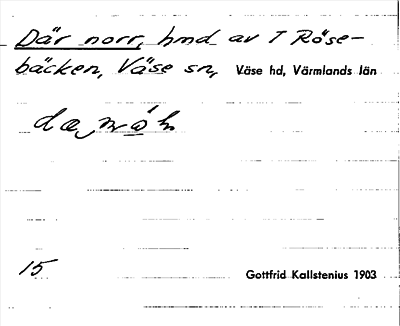 Där norr, hmd av T Röse-
bäcken, Väse sn, Väse hd, Värmlands län
15
Gottfrid Kallstenius 1903